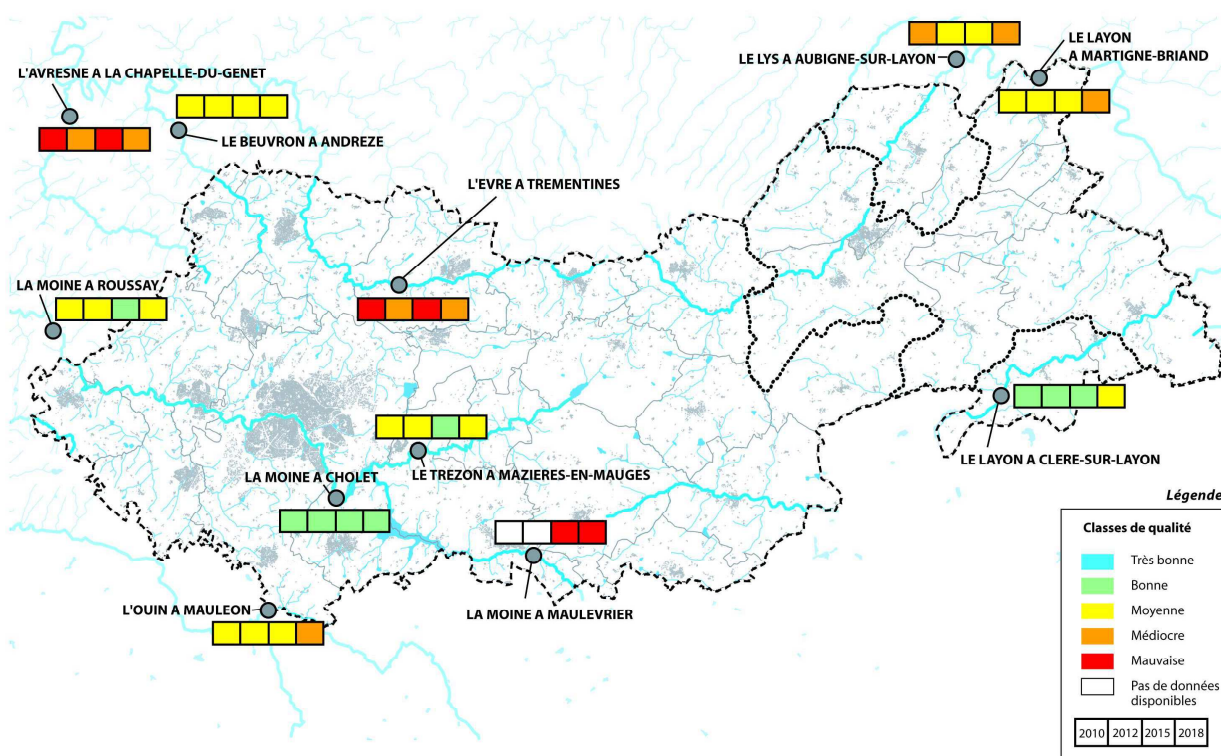 LE LAYON
A MARTIGNE-BRIAND
LE LYS A AUBIGNE-SUR-LAYON
L'AVRESNE A LA CHAPELLE-DU-GENET
LE BEUVRON A ANDREZE
L'EVRE A TREMENTINES
LA MOINE A ROUSSAY
LE LAYON A CLERE-SUR-LAYON
LE TREZON A MAZIERES-EN-MAUGES
LA MOINE A CHOLET
L'OUIN A MAULEON
LA MOINE A MAULEVRIER
Légende
Classes de qualité
Très bonne
Bonne
Moyenne
Médiocre
Mauvaise
Pas de données
disponibles
2010 2012 2015 2018